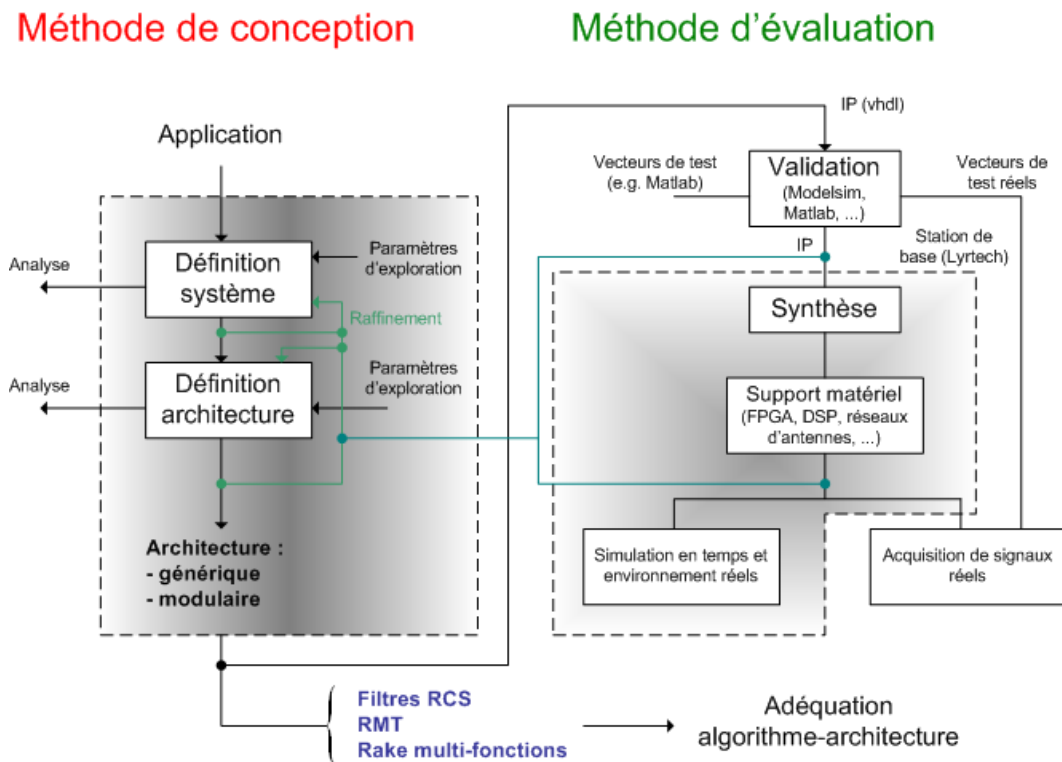 Méthode de conception
Méthode d'évaluation
IP (vhdl)
Application
Vecteurs de test
(e.g. Matlab)
Validation
(Modelsim,
Matlab, ...)
Vecteurs de
test réels
Analyse
Définition
système
Paramètres
d'exploration
IP
Station de
base (Lyrtech)
Synthèse
Raffinement
Analyse
Définition
architecture
Paramètres
d'exploration
Support matériel
(FPGA, DSP, réseaux
d'antennes, ...)
Architecture :
- générique
- modulaire
Simulation en temps et
environnement réels
Acquisition de signaux
réels
Filtres RCS
RMT
Rake multi-fonctions
Adéquation
algorithme-architecture